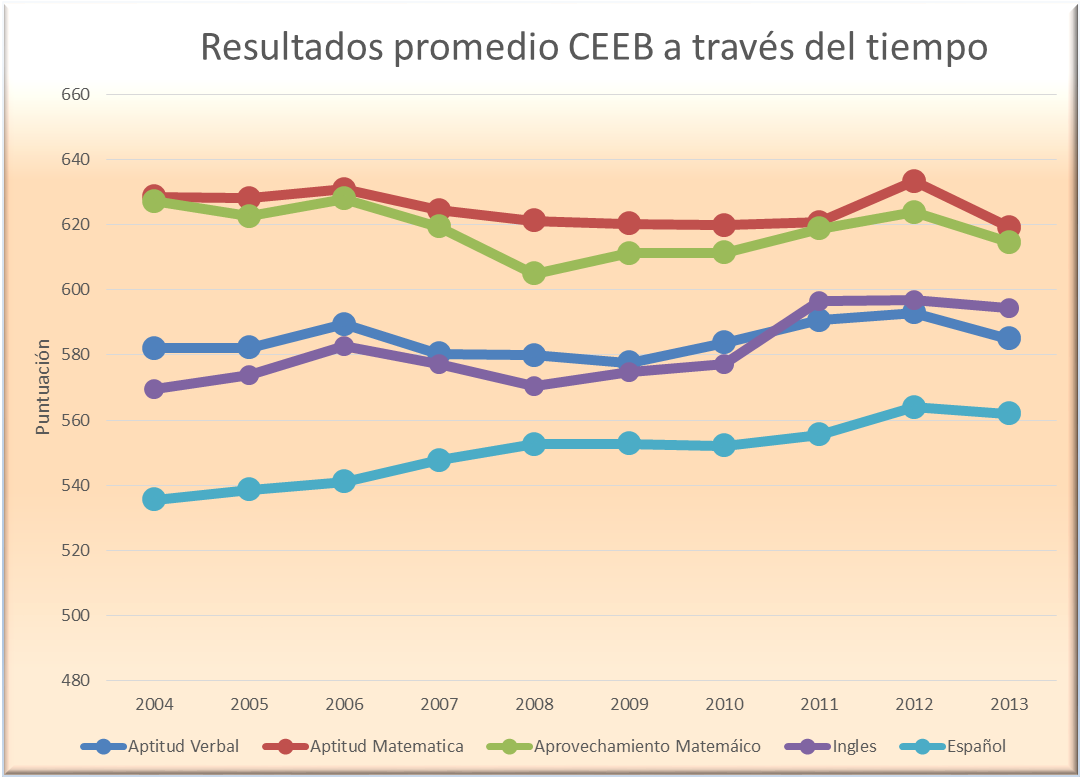 Resultados promedio CEEB a través del tiempo
660
640
620
600
580
560
540
520
500
480
Puntuación
2004 2005 2006 2007 2008 2009 2010 2011 2012 2013
Aptitud Verbal Aptitud Matematica Aprovechamiento Matemáico Ingles Español